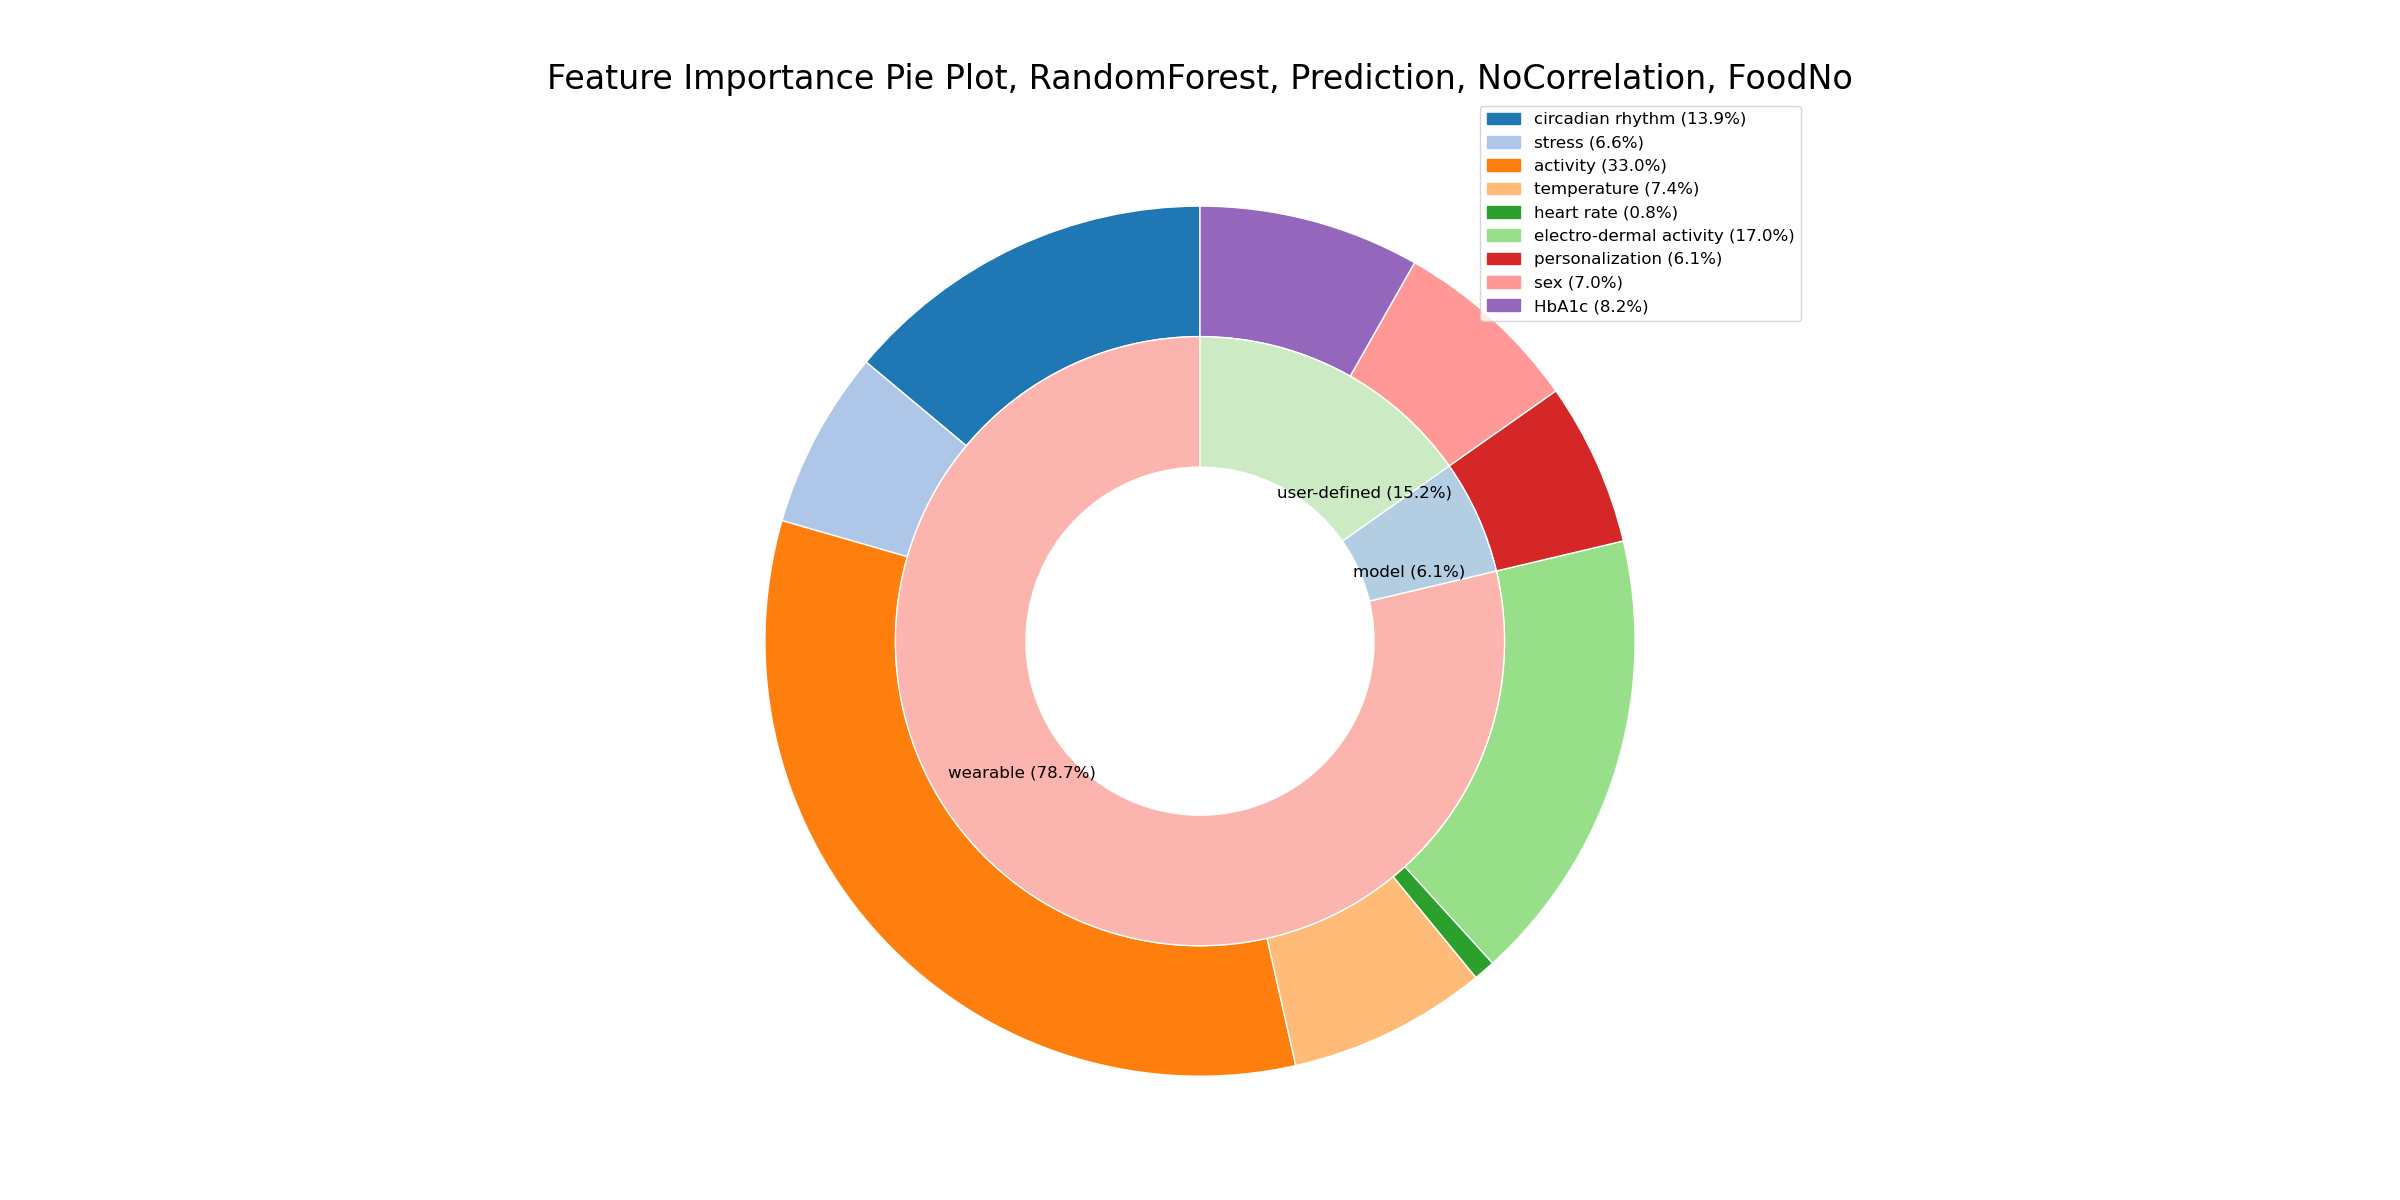 Feature Importance Pie Plot, RandomForest, Prediction, NoCorrelation, FoodNo
circadian rhythm (13.9%)
stress (6.6%)
activity (33.0%)
temperature (7.4%)
heart rate (0.8%)
electro-dermal activity (17.0%)
personalization (6.1%)
sex (7.0%)
HbA1c (8.2%)
user-defined (15.2%)
model (6.1%)
wearable (78.7%)